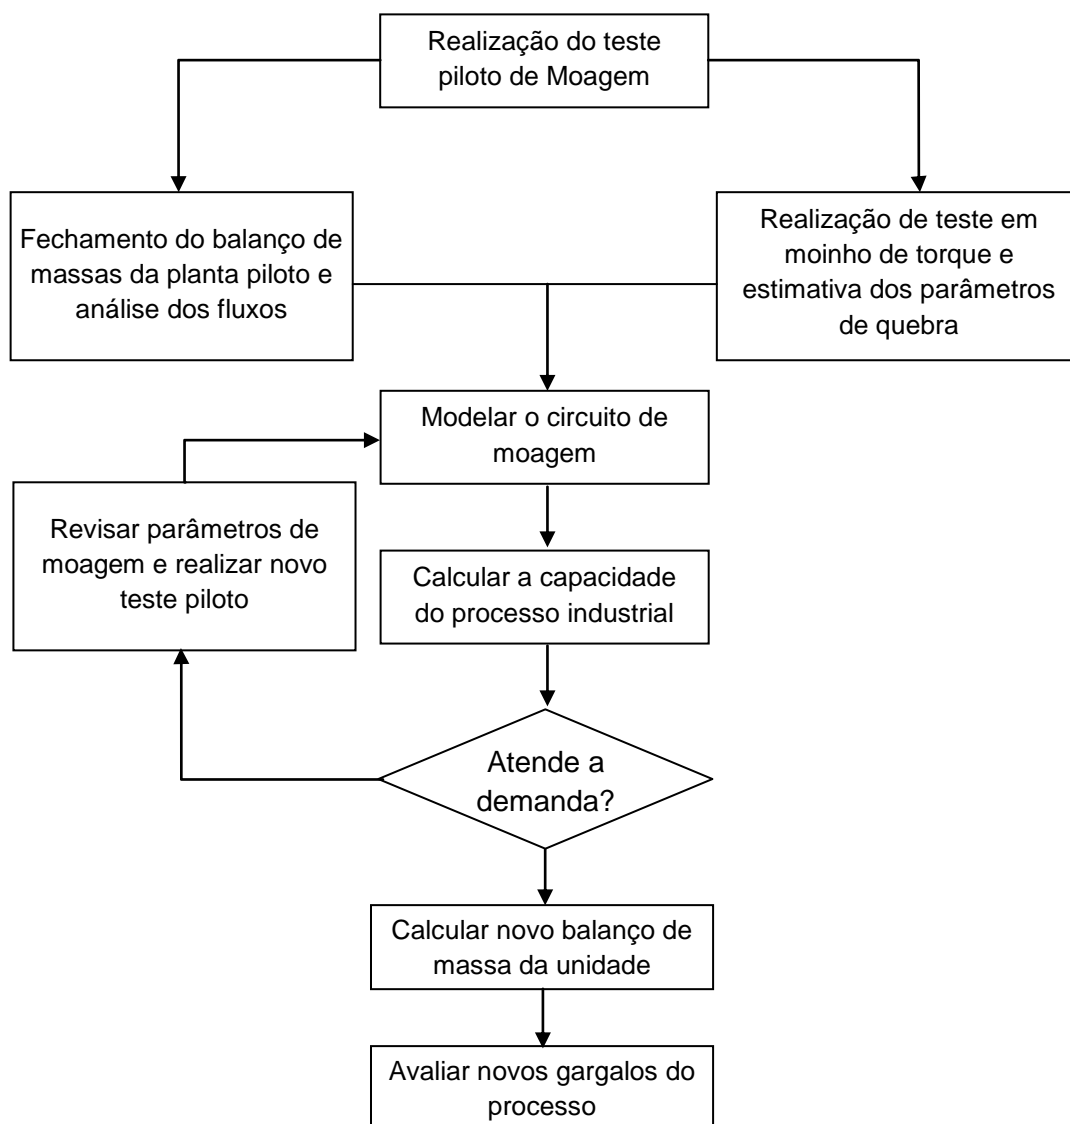 Realização do teste
piloto de Moagem
Fechamento do balanço de
massas da planta piloto e
análise dos fluxos
Realização de teste em
moinho de torque e
estimativa dos parâmetros
de quebra
Modelar o circuito de
moagem
Revisar parâmetros de
moagem e realizar novo
teste piloto
Calcular a capacidade
do processo industrial
Atende a
demanda?
Calcular novo balanço de
massa da unidade
Avaliar novos gargalos do
processo